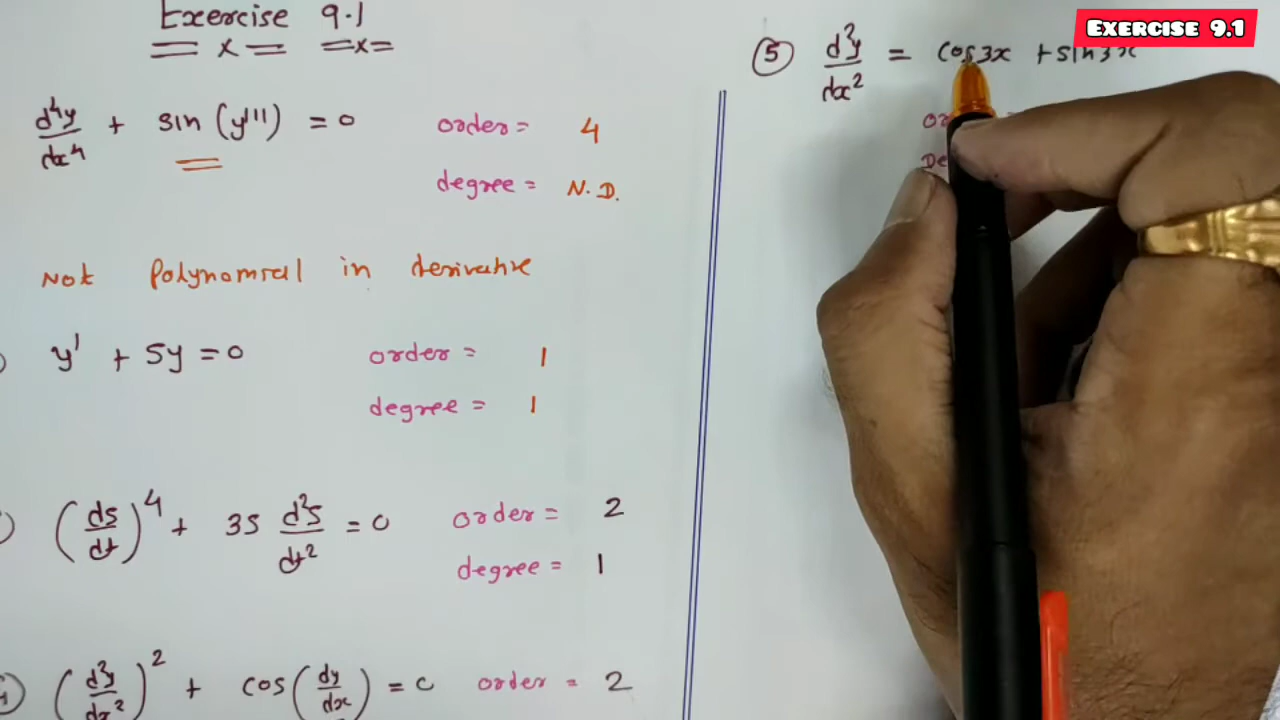 Exercise 9.1
= x = = x =
d⁴y/dx⁴ + sin (y''') = 0 order = 4
degree = N.D.
Not Polynomial in derivative
y' + 5y = 0 order = 1
degree = 1
(ds/dt)⁴ + 3s d²s/dt² = 0 order = 2
degree = 1
(d²y/dx²)² + cos(dy/dx) = 0 order = 2
EXERCISE 9.1
⑤ d²y/dx² = cos3x + sin3x